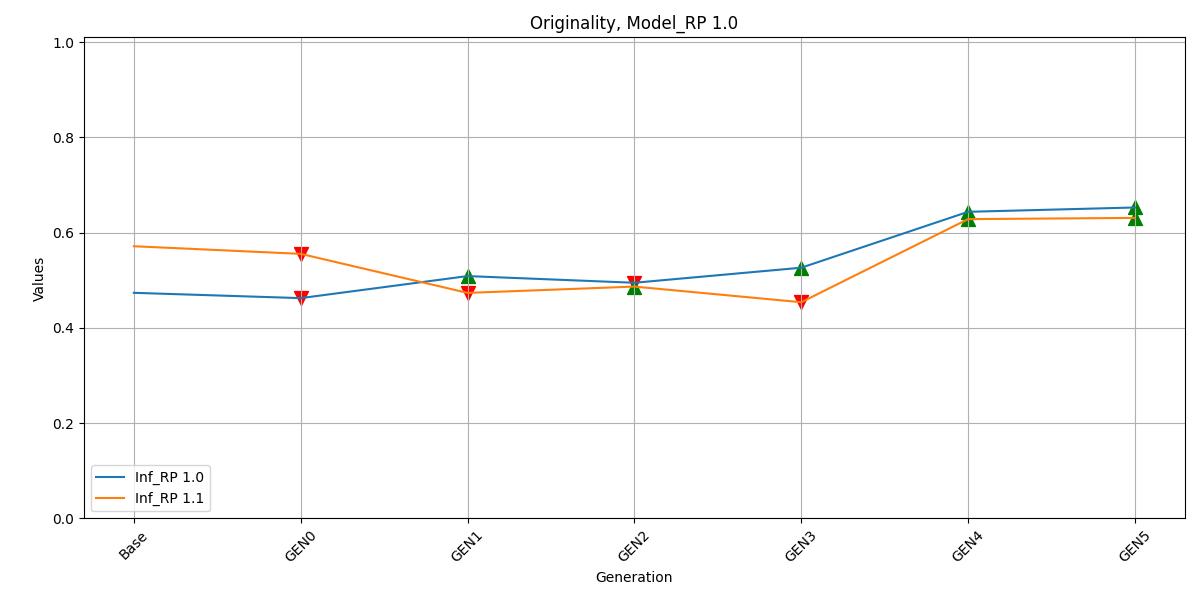 Originality, Model_RP 1.0
Values
1.0
0.8
0.6
0.4
0.2
0.0
Inf_RP 1.0
Inf_RP 1.1
Base
GEN0
GEN1
GEN2
GEN3
GEN4
GEN5
Generation